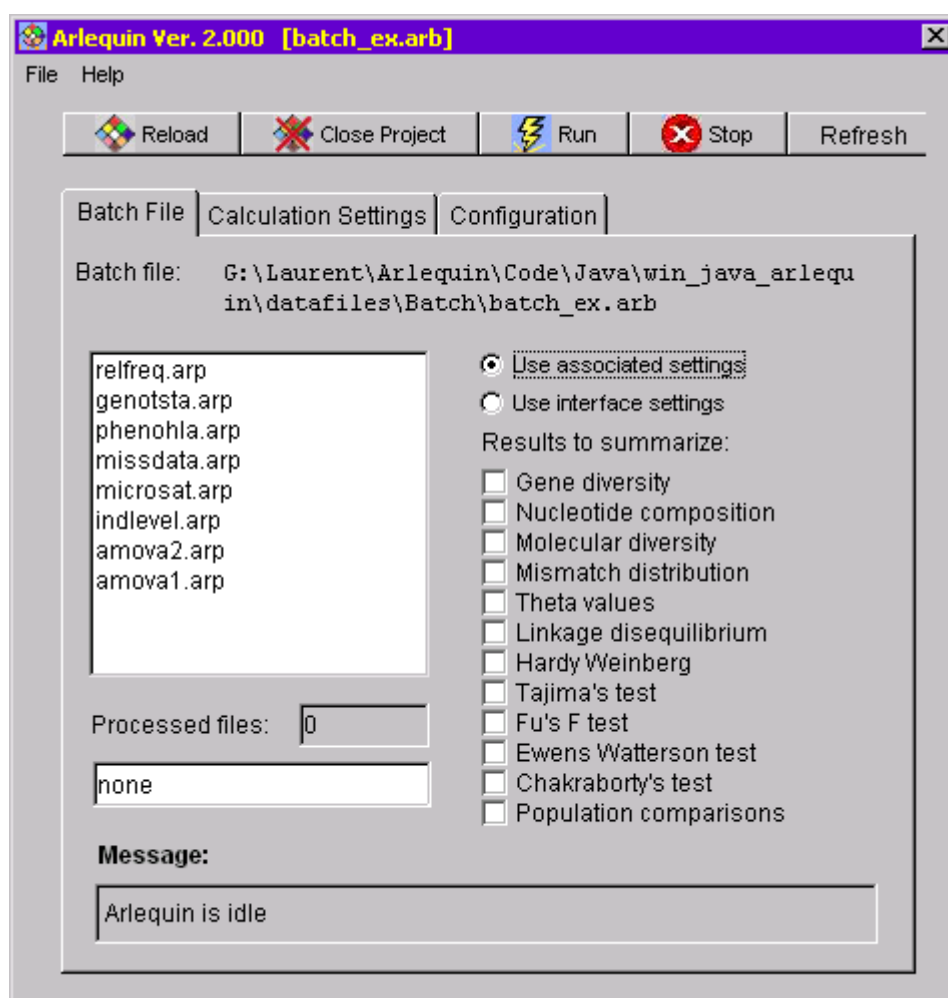 Arlequin Ver. 2.000 [batch_ex.arb]
File Help
Reload Close Project Run Stop Refresh
Batch File Calculation Settings Configuration
Batch file: G:\Laurent\Arlequin\Code\Java\win_java_arlequ
in\datafiles\Batch\batch_ex.arb
relfreq.arp
genotsta.arp
phenohla.arp
missdata.arp
microsat.arp
indlevel.arp
amova2.arp
amova1.arp
Use associated settings
Use interface settings
Results to summarize:
Gene diversity
Nucleotide composition
Molecular diversity
Mismatch distribution
Theta values
Linkage disequilibrium
Hardy Weinberg
Tajima's test
Fu's F test
Ewens Watterson test
Chakraborty's test
Population comparisons
Processed files: 0
none
Message:
Arlequin is idle